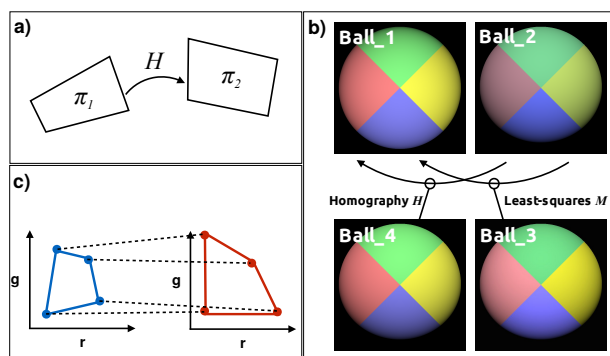 a)
H
π1
π2
b)
Ball_1
Ball_2
Homography H
Least-squares M
Ball_4
Ball_3
c)
g
r
g
r